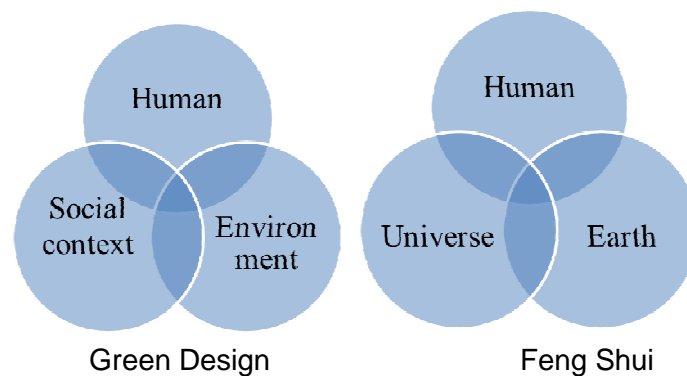 Human
Social
context
Environ
ment
Green Design
Human
Universe
Earth
Feng Shui